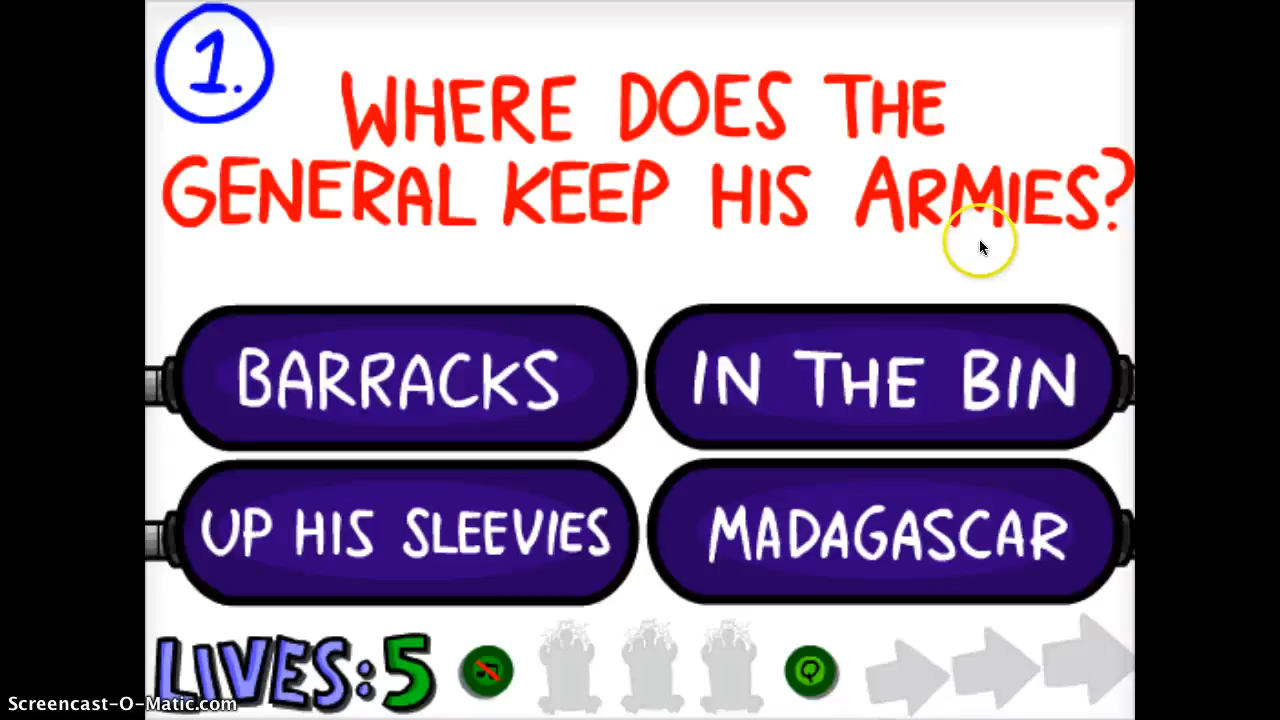 1.
WHERE DOES THE
GENERAL KEEP HIS ARMIES?
BARRACKS
IN THE BIN
UP HIS SLEEVIES
MADAGASCAR
LIVES:5
Screencast-O-Matic.com